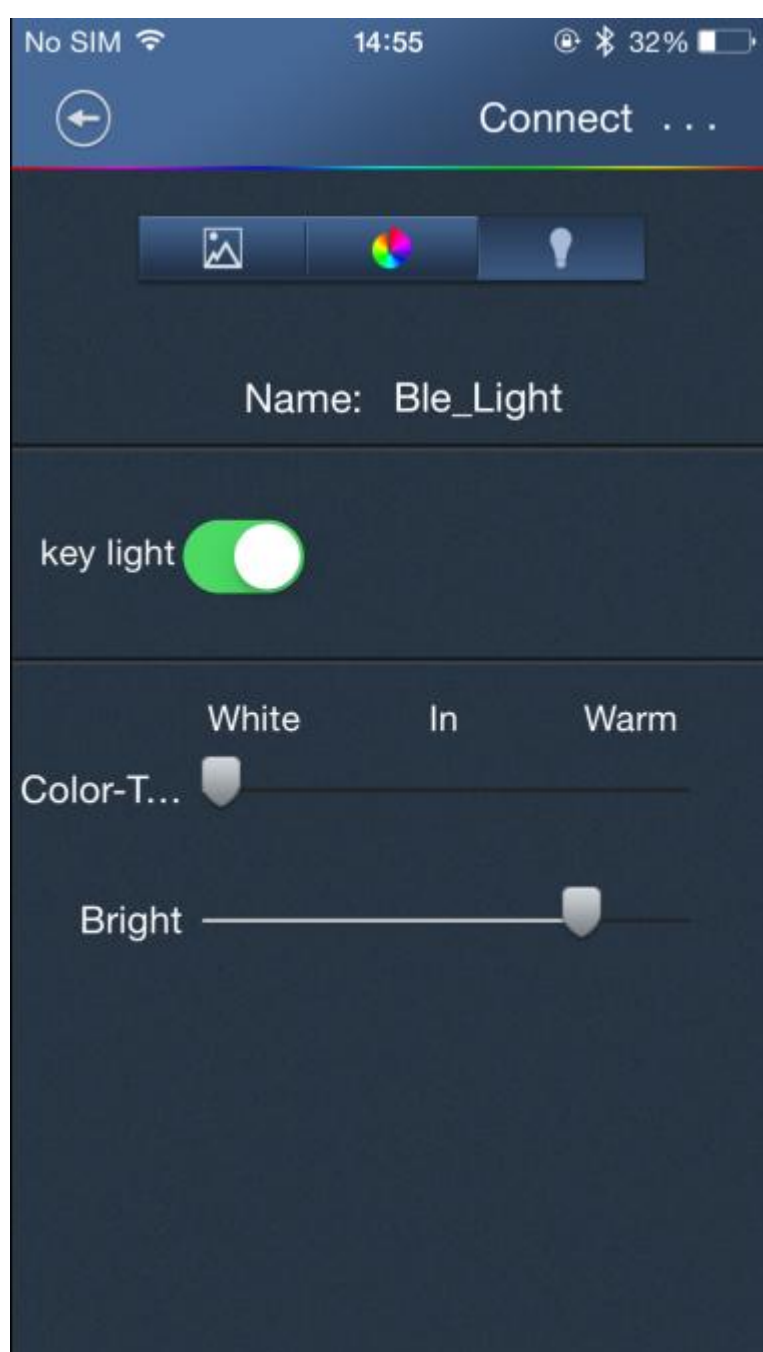 No SIM 14:55 32%
Connect ...
Name: Ble_Light
key light
White In Warm
Color-T...
Bright